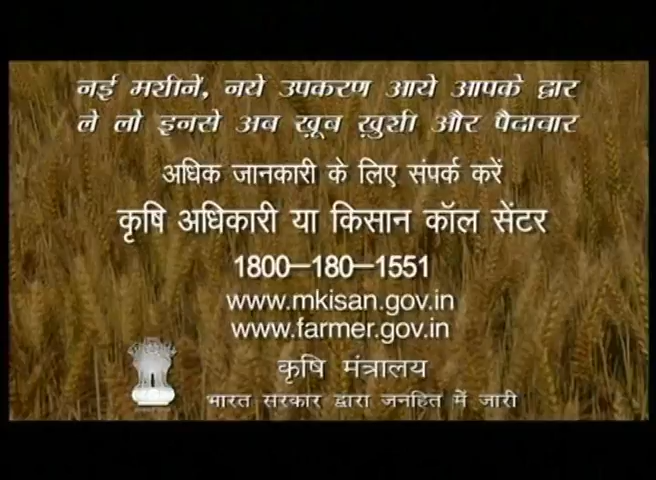 नई मशीनें, नये उपकरण आये आपके द्वार
ले लो इनसे अब ख़ूब ख़ुशी और पैदावार
अधिक जानकारी के लिए संपर्क करें
कृषि अधिकारी या किसान कॉल सेंटर
1800–180–1551
www.mkisan.gov.in
www.farmer.gov.in
कृषि मंत्रालय
भारत सरकार द्वारा जनहित में जारी